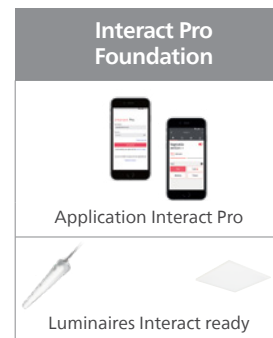 Interact Pro
Foundation
Application Interact Pro
Luminaires Interact ready